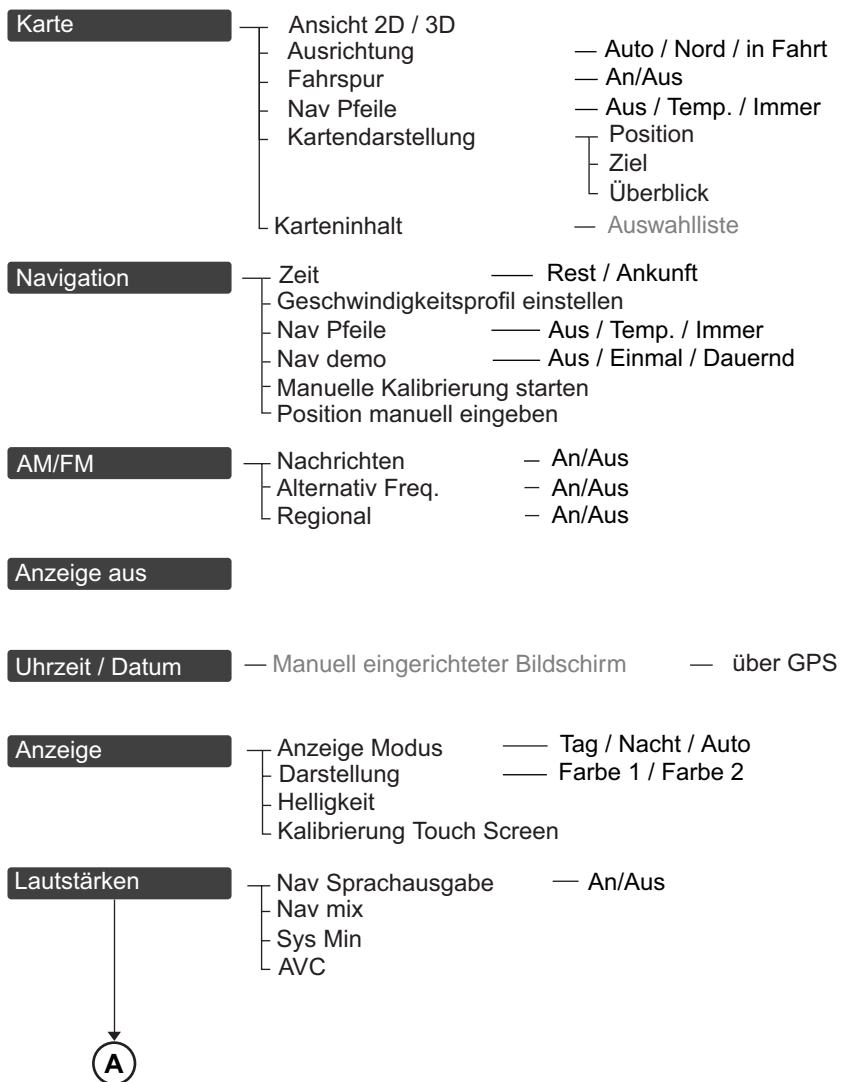 Karte
Ansicht 2D / 3D
Ausrichtung — Auto / Nord / in Fahrt
Fahrspur — An/Aus
Nav Pfeile — Aus / Temp. / Immer
Kartendarstellung Position
Ziel
Überblick
Karteninhalt — Auswahlliste
Navigation
Zeit — Rest / Ankunft
Geschwindigkeitsprofil einstellen
Nav Pfeile — Aus / Temp. / Immer
Nav demo — Aus / Einmal / Dauernd
Manuelle Kalibrierung starten
Position manuell eingeben
AM/FM
Nachrichten – An/Aus
Alternativ Freq. – An/Aus
Regional – An/Aus
Anzeige aus
Uhrzeit / Datum — Manuell eingerichteter Bildschirm — über GPS
Anzeige
Anzeige Modus — Tag / Nacht / Auto
Darstellung — Farbe 1 / Farbe 2
Helligkeit
Kalibrierung Touch Screen
Lautstärken
Nav Sprachausgabe — An/Aus
Nav mix
Sys Min
AVC
A